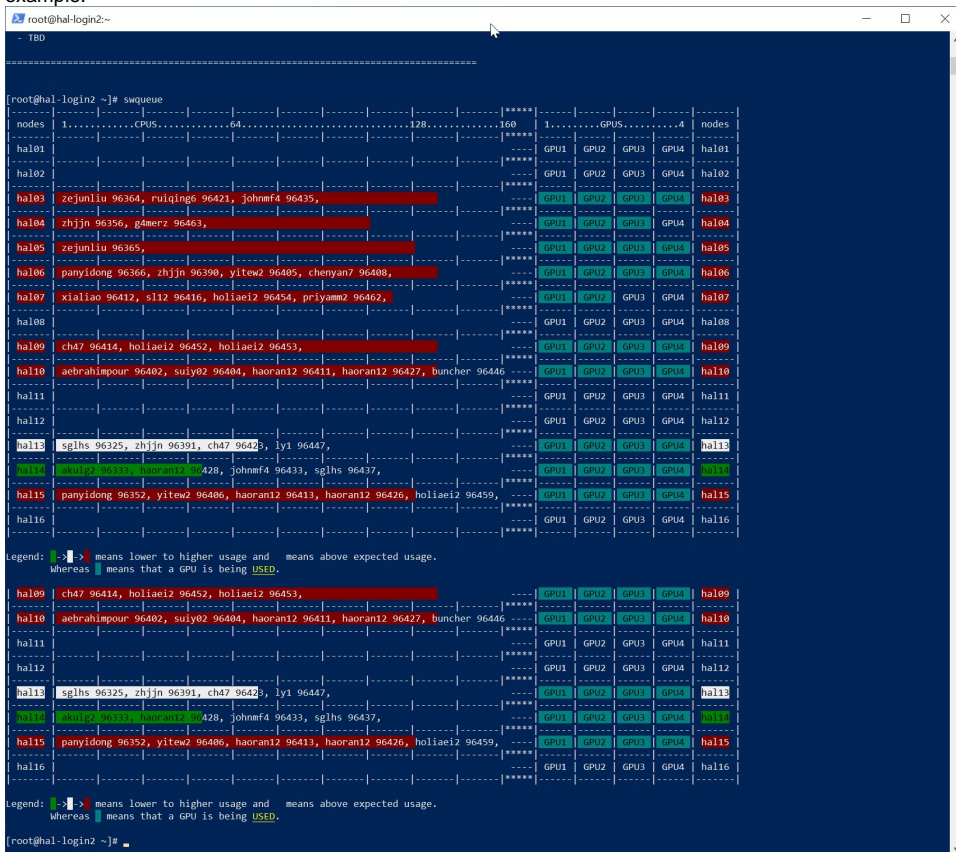 example:
root@hal-login2:~
- TBD
===================================================================================
[root@hal-login2 ~]# swqueue
|-------|------|-------|-------|------|-------|-------|------|-------|*****|------|------|------|------|-------|
| nodes | 1............CPUS............64.............................128............160 | 1........GPUS.........4 | nodes |
| hal01 | ----| GPU1 | GPU2 | GPU3 | GPU4 | hal01 |
| hal02 | ----| GPU1 | GPU2 | GPU3 | GPU4 | hal02 |
| hal03 | zejunliu 96364, ruiqing6 96421, johnmf4 96435, ----| GPU1 | GPU2 | GPU3 | GPU4 | hal03 |
| hal04 | zhjjn 96356, g4merz 96463, ----| GPU1 | GPU2 | GPU3 | GPU4 | hal04 |
| hal05 | zejunliu 96365, ----| GPU1 | GPU2 | GPU3 | GPU4 | hal05 |
| hal06 | panyidong 96366, zhjjn 96390, yitew2 96405, chenyan7 96408, ----| GPU1 | GPU2 | GPU3 | GPU4 | hal06 |
| hal07 | xialiao 96412, sl12 96416, holiaei2 96454, priyamm2 96462, ----| GPU1 | GPU2 | GPU3 | GPU4 | hal07 |
| hal08 | ----| GPU1 | GPU2 | GPU3 | GPU4 | hal08 |
| hal09 | ch47 96414, holiaei2 96452, holiaei2 96453, ----| GPU1 | GPU2 | GPU3 | GPU4 | hal09 |
| hal10 | aebrahimpour 96402, suiy02 96404, haoran12 96411, haoran12 96427, buncher 96446 ----| GPU1 | GPU2 | GPU3 | GPU4 | hal10 |
| hal11 | ----| GPU1 | GPU2 | GPU3 | GPU4 | hal11 |
| hal12 | ----| GPU1 | GPU2 | GPU3 | GPU4 | hal12 |
| hal13 | sglhs 96325, zhjjn 96391, ch47 96423, ly1 96447, ----| GPU1 | GPU2 | GPU3 | GPU4 | hal13 |
| hal14 | akulg2 96333, haoran12 96428, johnmf4 96433, sglhs 96437, ----| GPU1 | GPU2 | GPU3 | GPU4 | hal14 |
| hal15 | panyidong 96352, yitew2 96406, haoran12 96413, haoran12 96426, holiaei2 96459, ----| GPU1 | GPU2 | GPU3 | GPU4 | hal15 |
| hal16 | ----| GPU1 | GPU2 | GPU3 | GPU4 | hal16 |
Legend: -> -> means lower to higher usage and means above expected usage.
Whereas means that a GPU is being USED.
| hal09 | ch47 96414, holiaei2 96452, holiaei2 96453, ----| GPU1 | GPU2 | GPU3 | GPU4 | hal09 |
| hal10 | aebrahimpour 96402, suiy02 96404, haoran12 96411, haoran12 96427, buncher 96446 ----| GPU1 | GPU2 | GPU3 | GPU4 | hal10 |
| hal11 | ----| GPU1 | GPU2 | GPU3 | GPU4 | hal11 |
| hal12 | ----| GPU1 | GPU2 | GPU3 | GPU4 | hal12 |
| hal13 | sglhs 96325, zhjjn 96391, ch47 96423, ly1 96447, ----| GPU1 | GPU2 | GPU3 | GPU4 | hal13 |
| hal14 | akulg2 96333, haoran12 96428, johnmf4 96433, sglhs 96437, ----| GPU1 | GPU2 | GPU3 | GPU4 | hal14 |
| hal15 | panyidong 96352, yitew2 96406, haoran12 96413, haoran12 96426, holiaei2 96459, ----| GPU1 | GPU2 | GPU3 | GPU4 | hal15 |
| hal16 | ----| GPU1 | GPU2 | GPU3 | GPU4 | hal16 |
Legend: -> -> means lower to higher usage and means above expected usage.
Whereas means that a GPU is being USED.
[root@hal-login2 ~]#